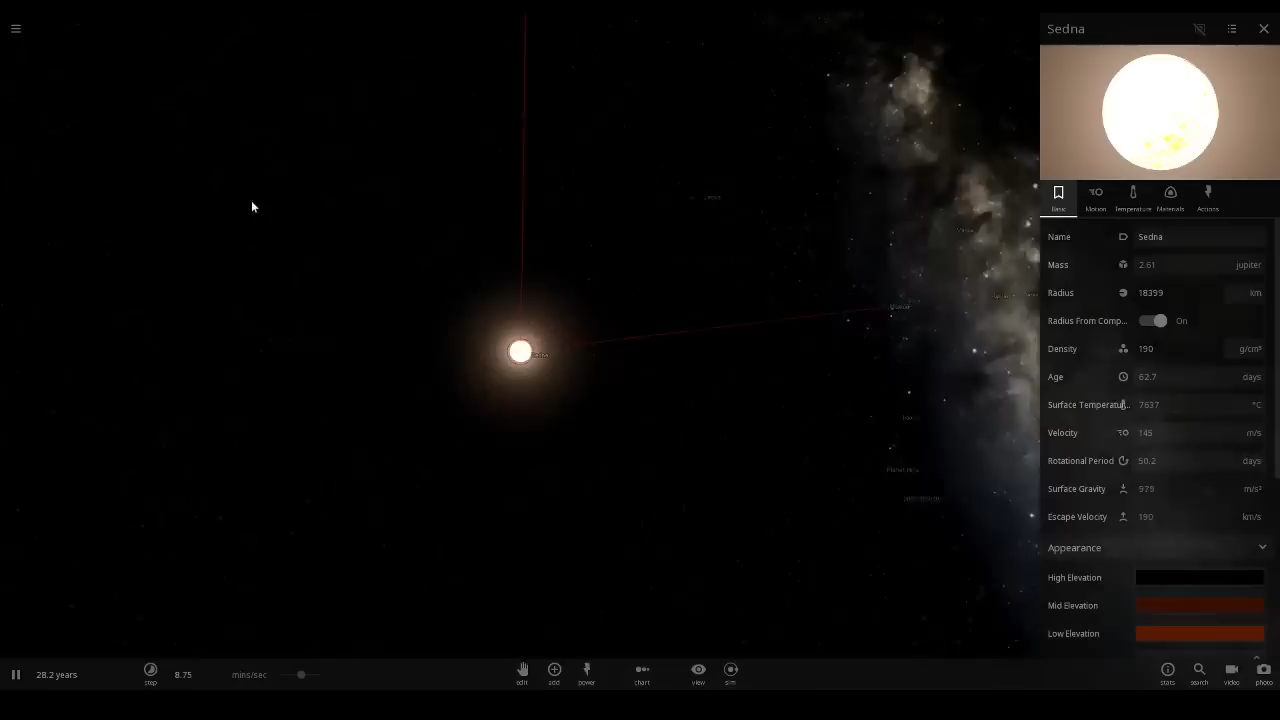 Sedna
Basic
Motion
Temperature
Materials
Actions
Name
Sedna
Mass
2.61
jupiter
Radius
18399
km
Radius From Comp...
On
Density
190
g/cm³
Age
62.7
days
Surface Temperatu...
7637
°C
Velocity
145
m/s
Rotational Period
50.2
days
Surface Gravity
979
m/s²
Escape Velocity
190
km/s
Appearance
High Elevation
Mid Elevation
Low Elevation
Sedna
28.2 years
step
8.75
mins/sec
edit
add
power
chart
view
sim
stats
search
video
photo